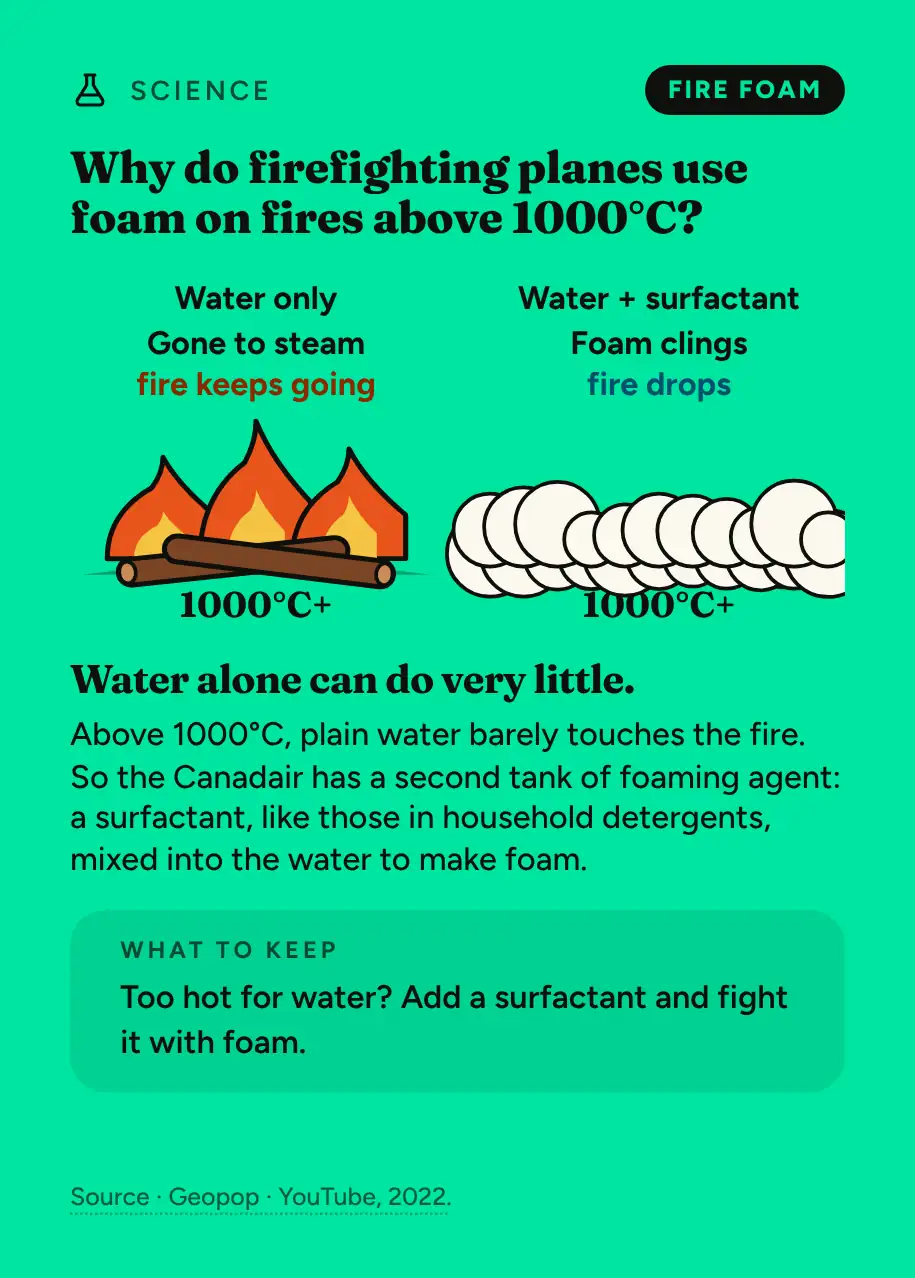 SCIENCE
FIRE FOAM
Why do firefighting planes use
foam on fires above 1000°C?
Water only
Gone to steam
fire keeps going
Water + surfactant
Foam clings
fire drops
1000°C+
1000°C+
Water alone can do very little.
Above 1000°C, plain water barely touches the fire.
So the Canadair has a second tank of foaming agent:
a surfactant, like those in household detergents,
mixed into the water to make foam.
WHAT TO KEEP
Too hot for water? Add a surfactant and fight
it with foam.
Source · Geopop · YouTube, 2022.